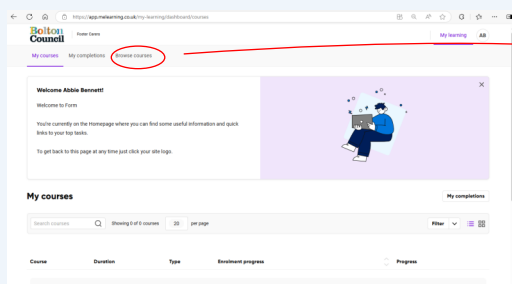 https://app.melearning.co.uk/my-learning/dashboard/courses
Bolton
Council
Foster Carers
My learning
AB
My courses
My completions
Browse courses
Welcome Abbie Bennett!
Welcome to Form
You're currently on the Homepage where you can find some useful information and quick
links to your top tasks.
To get back to this page at any time just click your site logo.
My courses
My completions
Search courses
Showing 0 of 0 courses
20
per page
Filter
Course
Duration
Type
Enrolment progress
Progress